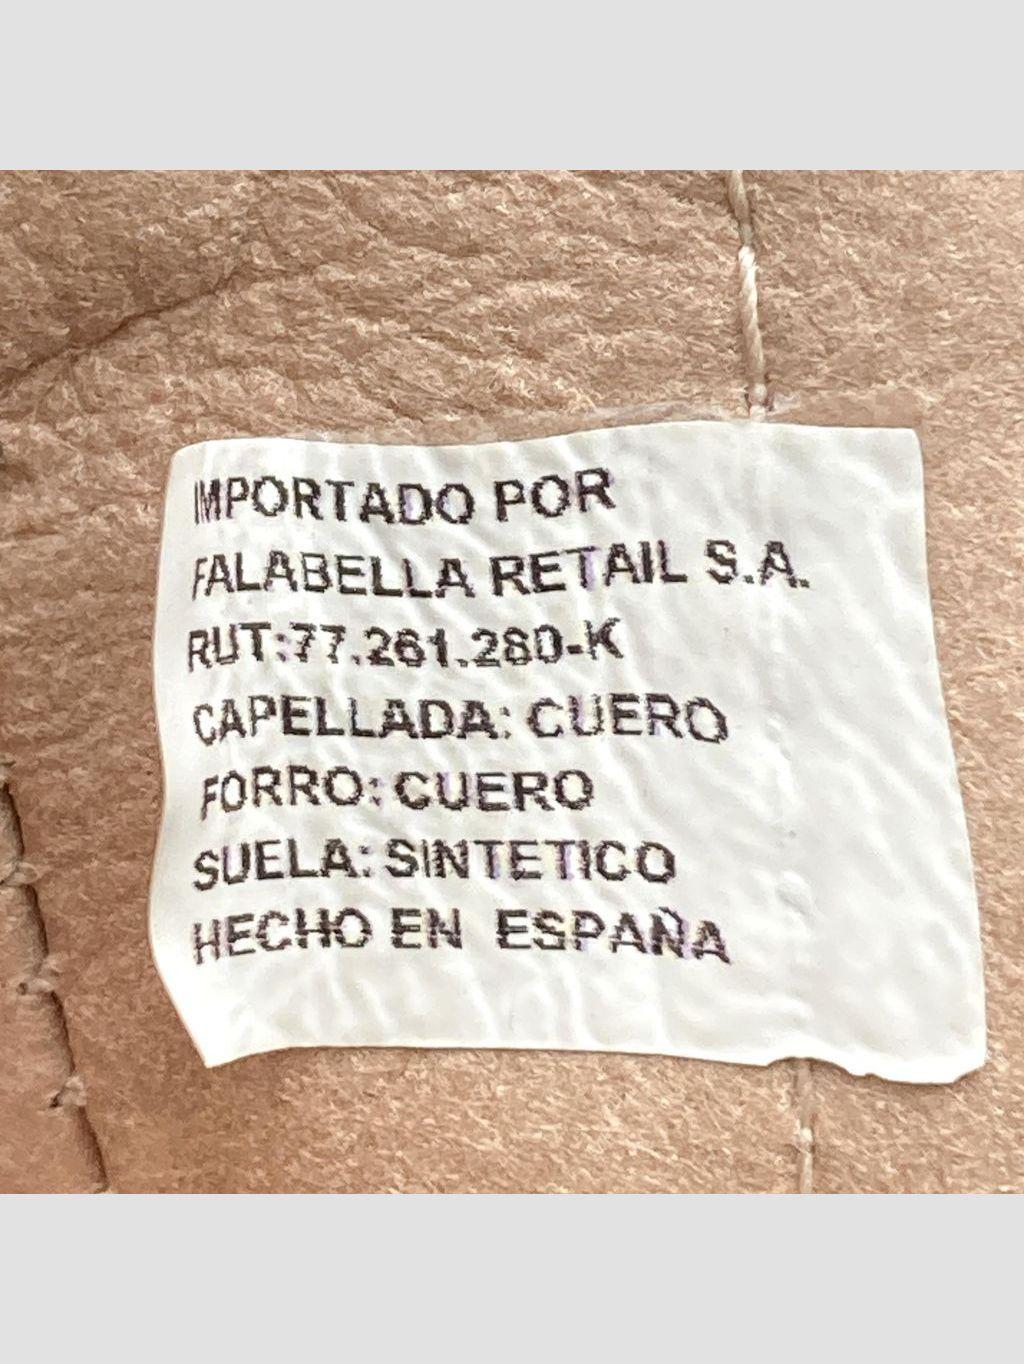 IMPORTADO POR
FALABELLA RETAIL S.A.
RUT:77.261.280-K
CAPELLADA: CUERO
FORRO: CUERO
SUELA: SINTETICO
HECHO EN ESPAÑA